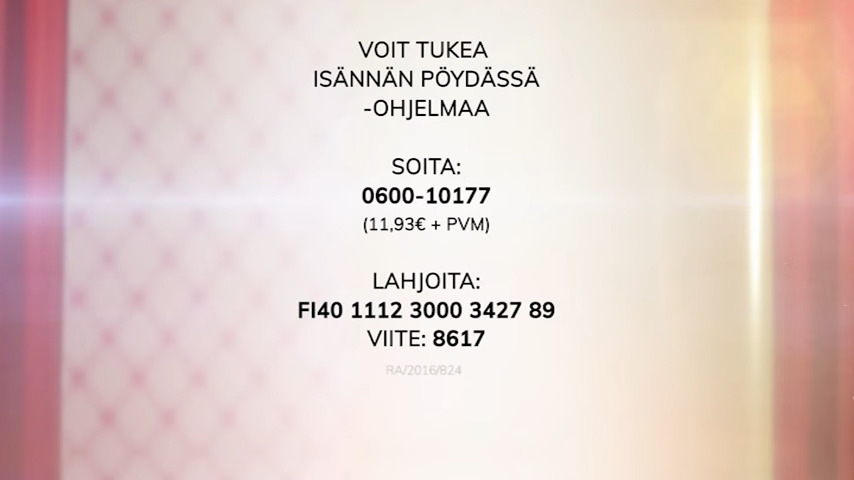 VOIT TUKEA
ISÄNNÄN PÖYDÄSSÄ
-OHJELMAA
SOITA:
0600-10177
(11,93€ + PVM)
LAHJOITA:
FI40 1112 3000 3427 89
VIITE: 8617
RA/2016/824